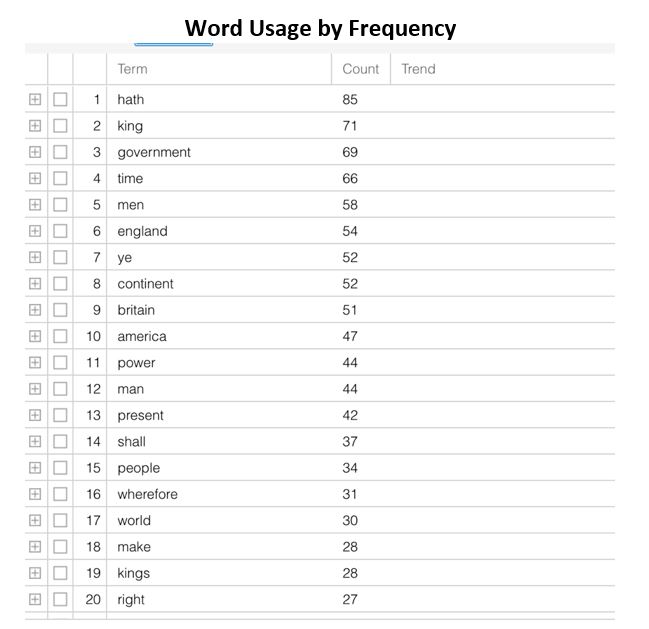 Word Usage by Frequency
Term Count Trend
1 hath 85
2 king 71
3 government 69
4 time 66
5 men 58
6 england 54
7 ye 52
8 continent 52
9 britain 51
10 america 47
11 power 44
12 man 44
13 present 42
14 shall 37
15 people 34
16 wherefore 31
17 world 30
18 make 28
19 kings 28
20 right 27